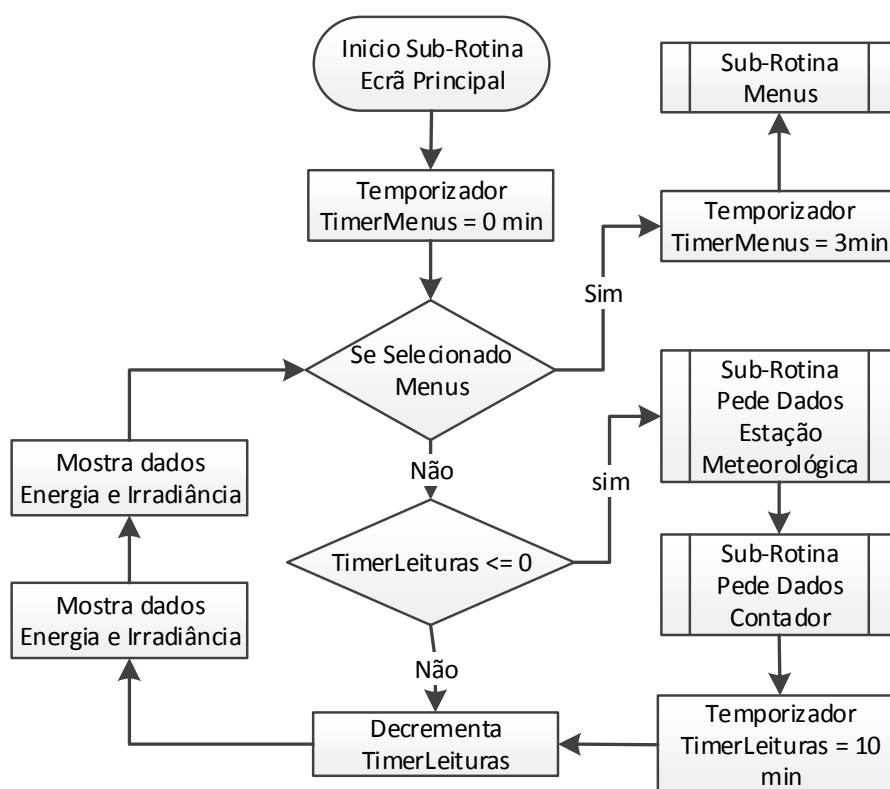 Inicio Sub-Rotina
Ecrã Principal
Sub-Rotina
Menus
Temporizador
TimerMenus = 0 min
Temporizador
TimerMenus = 3min
Sim
Se Selecionado
Menus
Sub-Rotina
Pede Dados
Estação
Meteorológica
Mostra dados
Energia e Irradiância
Não
sim
TimerLeituras <= 0
Sub-Rotina
Pede Dados
Contador
Mostra dados
Energia e Irradiância
Não
Decrementa
TimerLeituras
Temporizador
TimerLeituras = 10
min